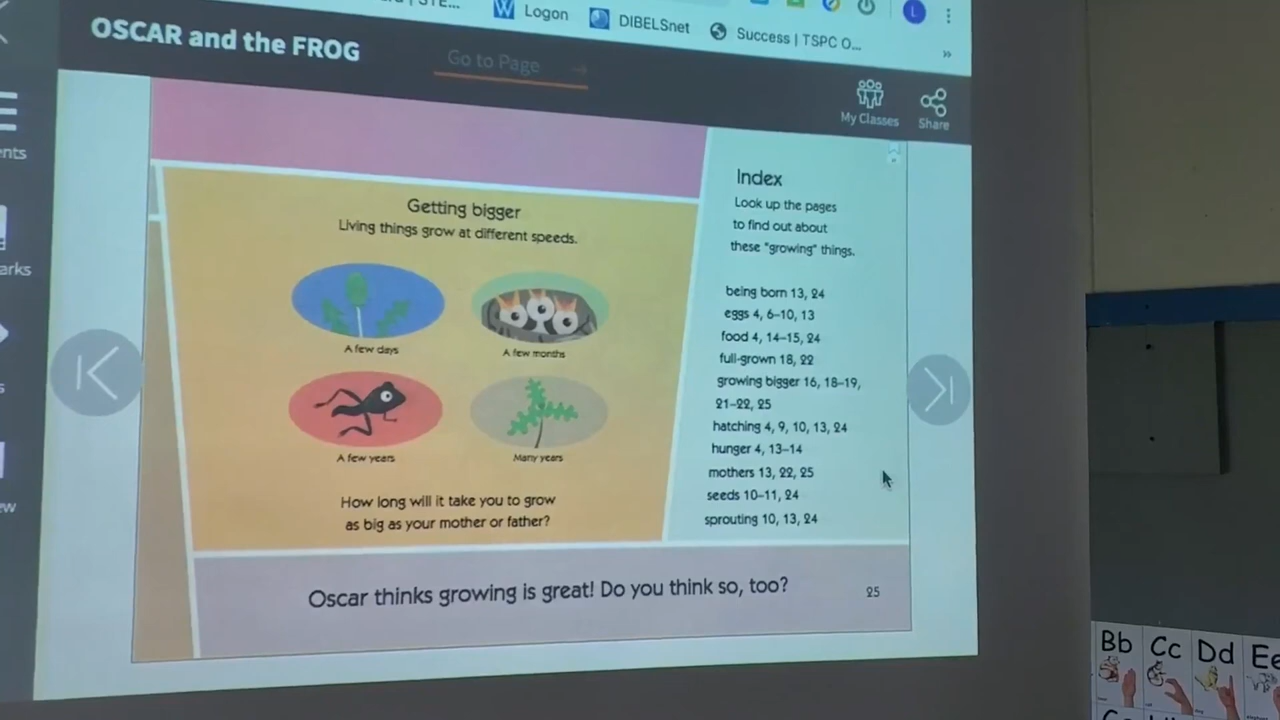 Logon
DIBELSnet
Success | TSPC O...
»
OSCAR and the FROG
Go to Page →
My Classes
Share
L
nts
arks
s
ew
Getting bigger
Living things grow at different speeds.
A few days
A few months
A few years
Many years
How long will it take you to grow
as big as your mother or father?
Index
Look up the pages
to find out about
these "growing" things.
being born 13, 24
eggs 4, 6–10, 13
food 4, 14–15, 24
full-grown 18, 22
growing bigger 16, 18–19,
21–22, 25
hatching 4, 9, 10, 13, 24
hunger 4, 13–14
mothers 13, 22, 25
seeds 10–11, 24
sprouting 10, 13, 24
Oscar thinks growing is great! Do you think so, too?
25
Bb Cc Dd Ee